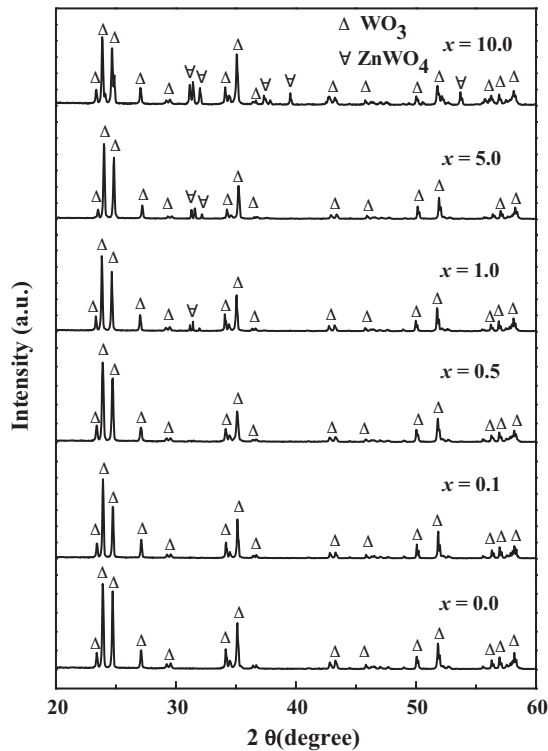 Δ WO₃
∀ ZnWO₄
x = 10.0
x = 5.0
x = 1.0
x = 0.5
x = 0.1
x = 0.0
Intensity (a.u.)
20 30 40 50 60
2 θ(degree)